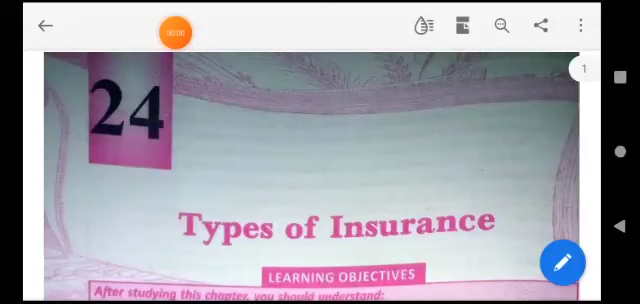 00:00
1
24
Types of Insurance
LEARNING OBJECTIVES
After studying this chapter, you should understand: